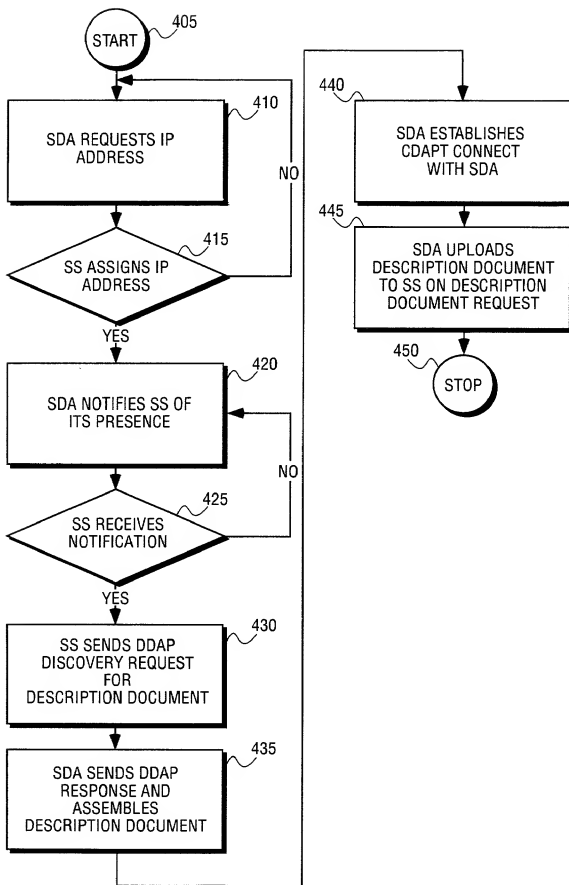 START
405
SDA REQUESTS IP
ADDRESS
410
NO
SS ASSIGNS IP
ADDRESS
415
YES
SDA NOTIFIES SS OF
ITS PRESENCE
420
NO
SS RECEIVES
NOTIFICATION
425
YES
SS SENDS DDAP
DISCOVERY REQUEST
FOR
DESCRIPTION DOCUMENT
430
SDA SENDS DDAP
RESPONSE AND
ASSEMBLES
DESCRIPTION DOCUMENT
435
440
SDA ESTABLISHES
CDAPT CONNECT
WITH SDA
445
SDA UPLOADS
DESCRIPTION DOCUMENT
TO SS ON DESCRIPTION
DOCUMENT REQUEST
450
STOP